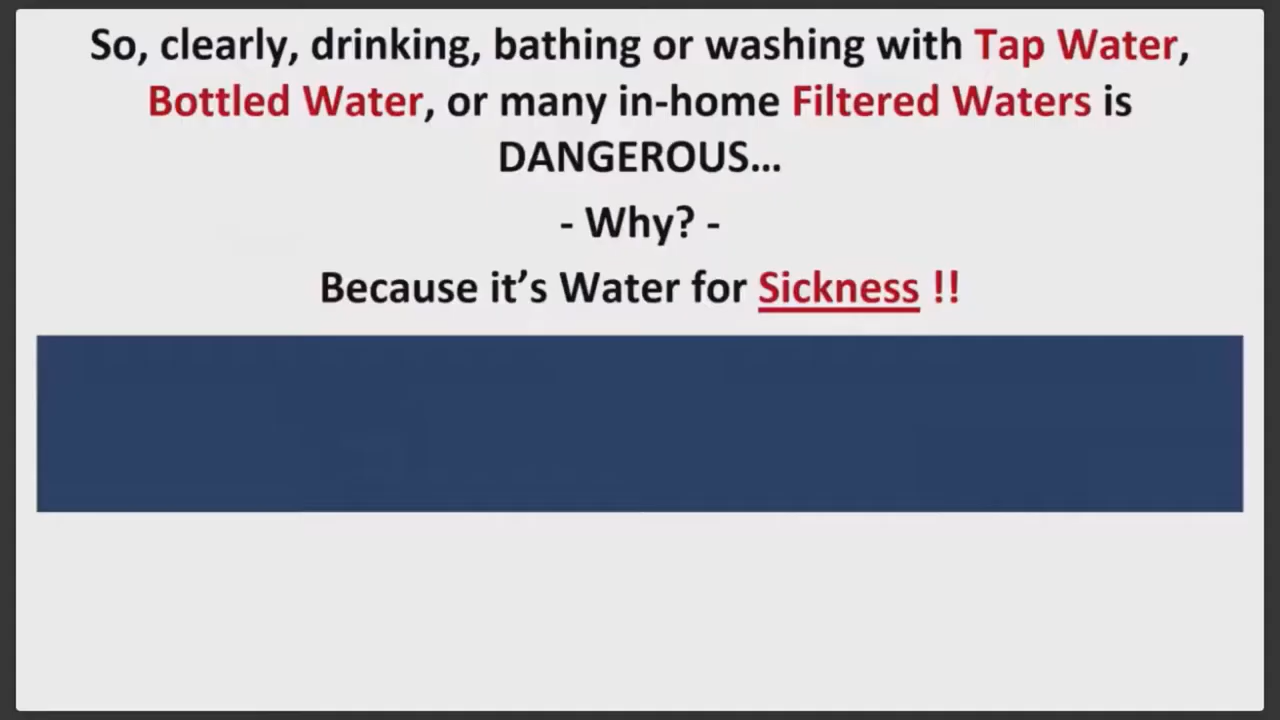 So, clearly, drinking, bathing or washing with Tap Water,
Bottled Water, or many in-home Filtered Waters is
DANGEROUS...
- Why? -
Because it’s Water for Sickness !!